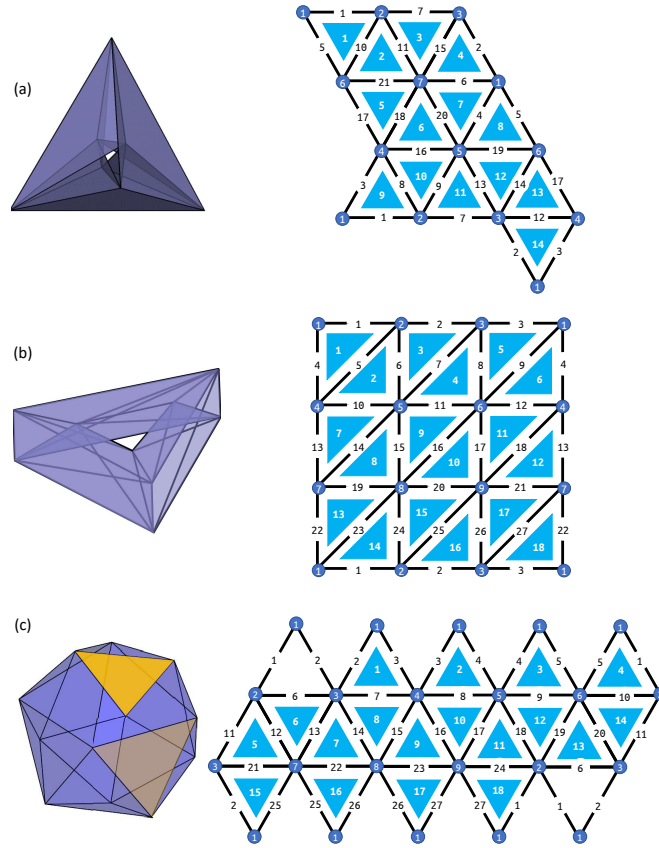 1 1 2 7 3
1 3
5 10 11 15 2
2 4
(a)
6 21 7 6 1
5 7
17 18 20 4 5
6 8
4 16 5 19 6
10 12
3 8 9 13 14 17
9 11 13
1 1 2 7 3 12 4
14
2 3
1
(b)
1 1 2 2 3 3 1
1 3 5
4 5 6 7 8 9 4
2 4 6
4 10 5 11 6 12 4
7 9 11
13 14 15 16 17 18 13
8 10 12
7 19 8 20 9 21 7
13 15 17
22 23 24 25 26 27 22
14 16 18
1 1 2 2 3 3 1
(c)
1 1 1 1 1
1 2 2 3 3 4 4 5 5 1
1 2 3 4
2 6 3 7 4 8 5 9 6 10
6 8 10 12 14
11 12 13 14 15 16 17 18 19 20 11
5 7 9 11 13
3 21 7 22 8 23 9 24 2 6 3
15 16 17 18
2 25 25 26 26 27 27 1 1 2
1 1 1 1 1